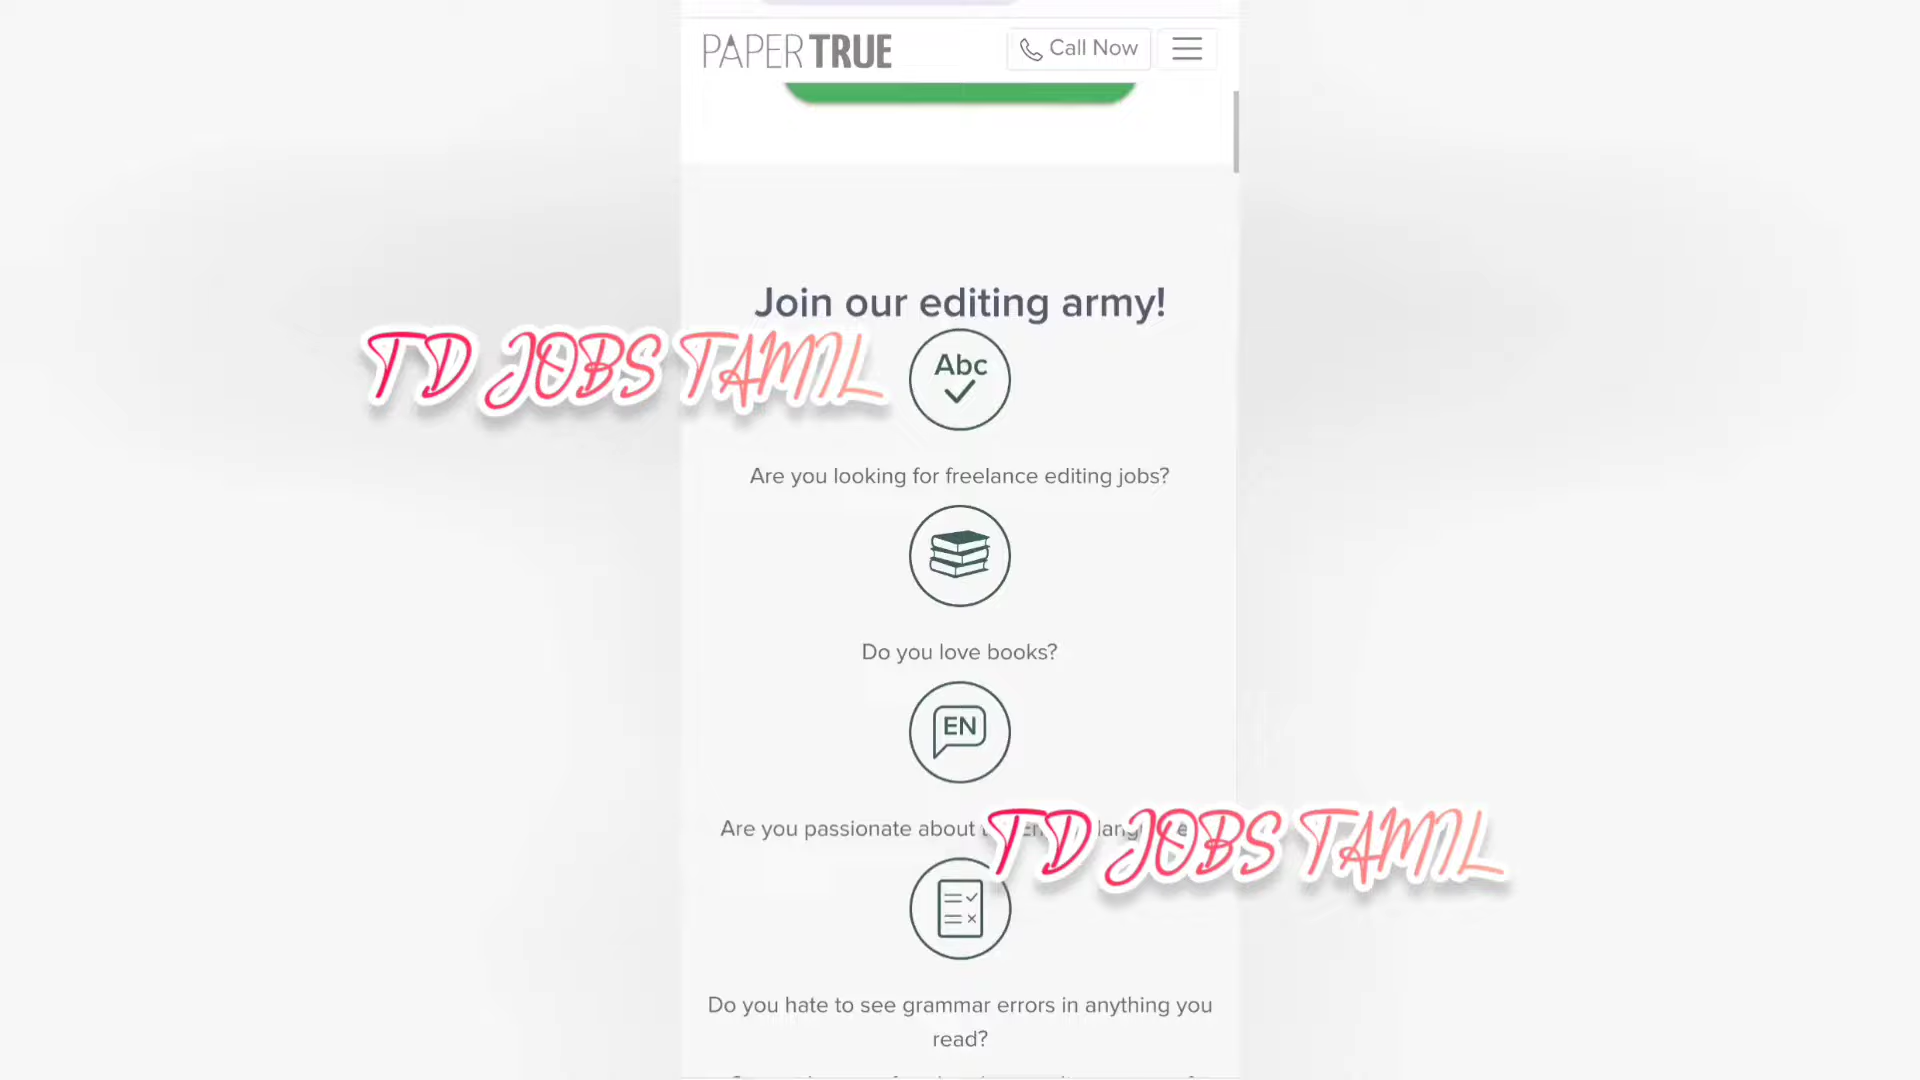 PAPERTRUE
Call Now
Join our editing army!
TD JOBS TAMIL
Abc
Are you looking for freelance editing jobs?
Do you love books?
EN
Are you passionate about
TD JOBS TAMIL
Do you hate to see grammar errors in anything you
read?